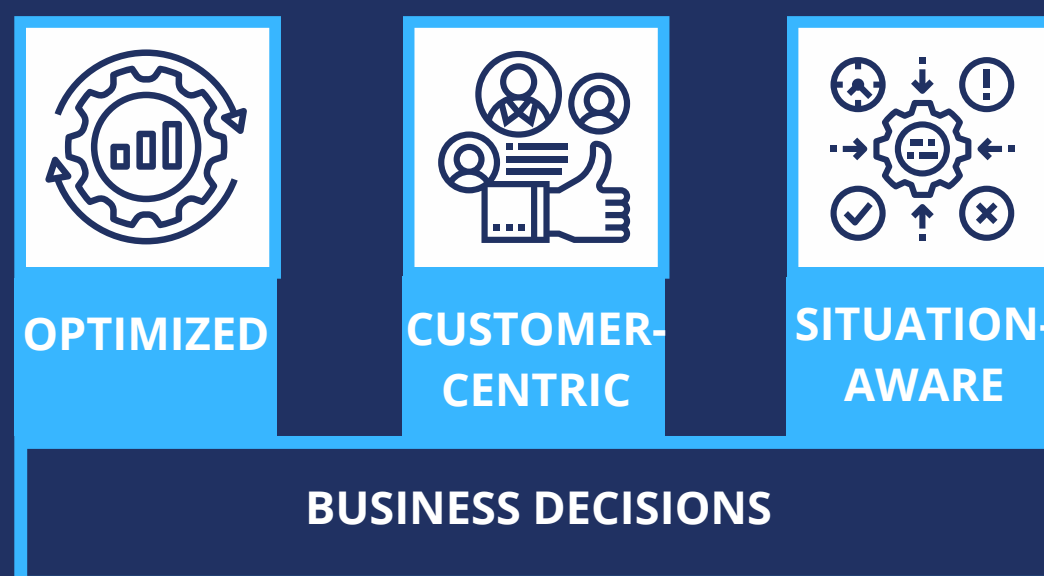 OPTIMIZED
CUSTOMER-
CENTRIC
SITUATION-
AWARE
BUSINESS DECISIONS